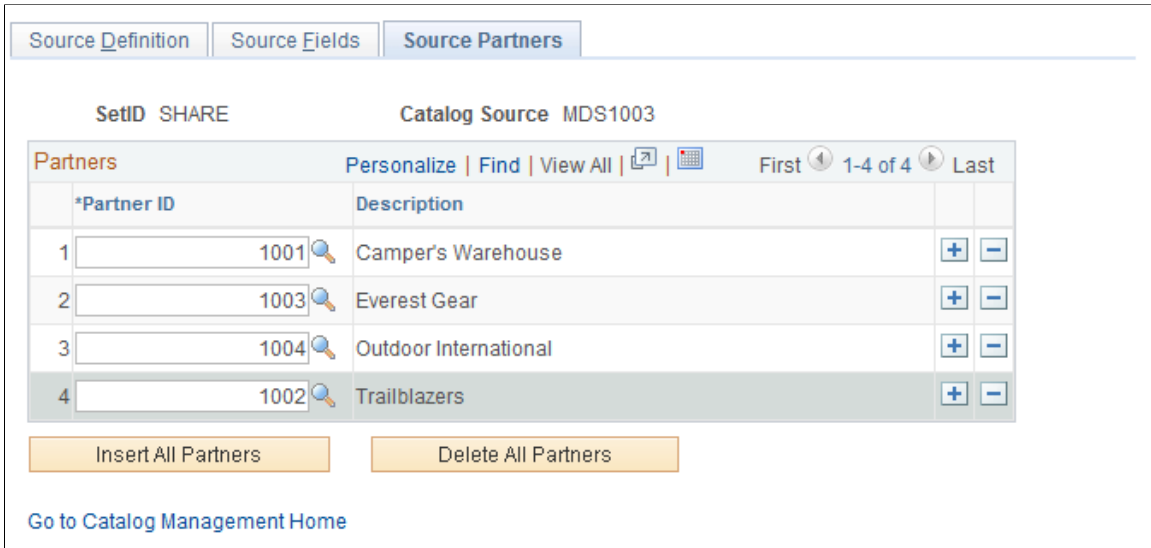 Source Definition Source Fields Source Partners
SetID SHARE Catalog Source MDS1003
Partners Personalize | Find | View All | | First 1-4 of 4 Last
*Partner ID Description
1 1001 Camper's Warehouse
2 1003 Everest Gear
3 1004 Outdoor International
4 1002 Trailblazers
Insert All Partners Delete All Partners
Go to Catalog Management Home